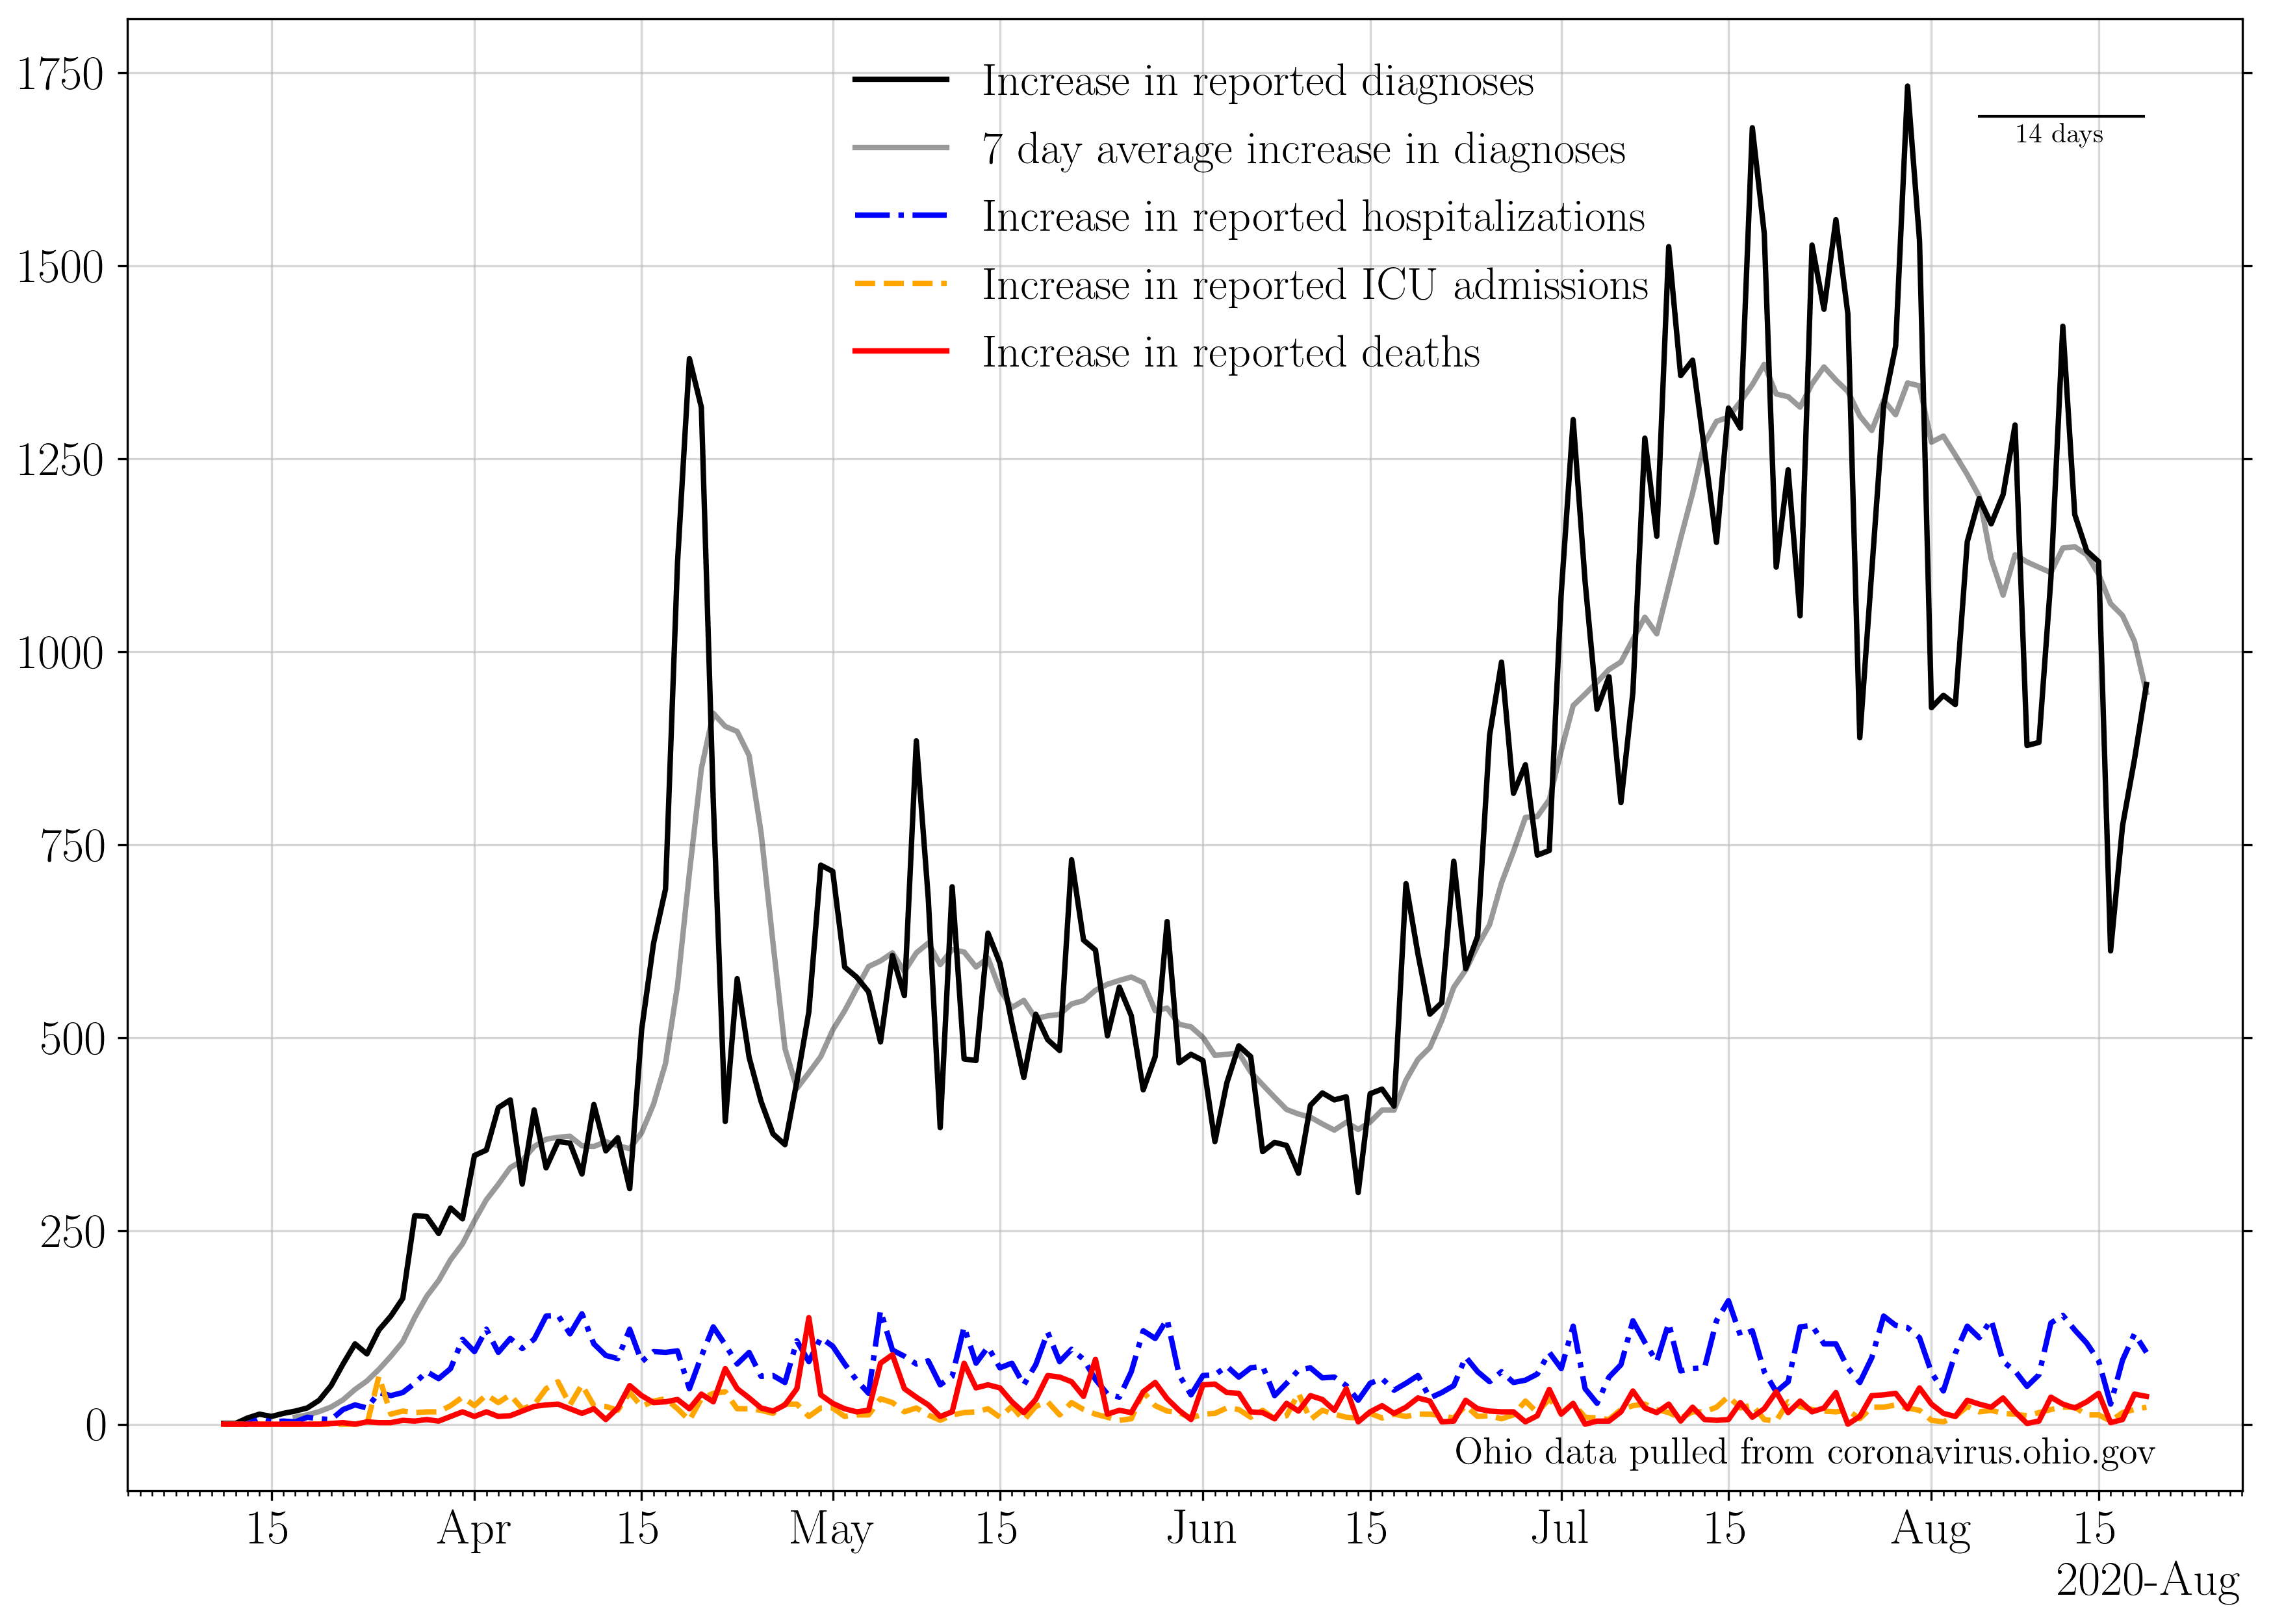 1750
1500
1250
1000
750
500
250
0
Increase in reported diagnoses
7 day average increase in diagnoses
Increase in reported hospitalizations
Increase in reported ICU admissions
Increase in reported deaths
14 days
Ohio data pulled from coronavirus.ohio.gov
15 Apr 15 May 15 Jun 15 Jul 15 Aug 15
2020-Aug